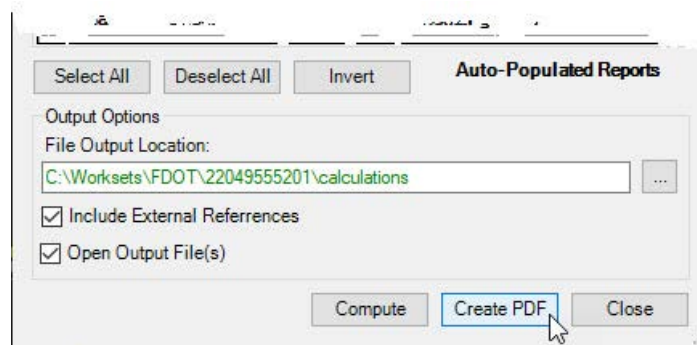 Select All Deselect All Invert Auto-Populated Reports
Output Options
File Output Location:
C:\Worksets\FDOT\22049555201\calculations ...
Include External Referrences
Open Output File(s)
Compute Create PDF Close